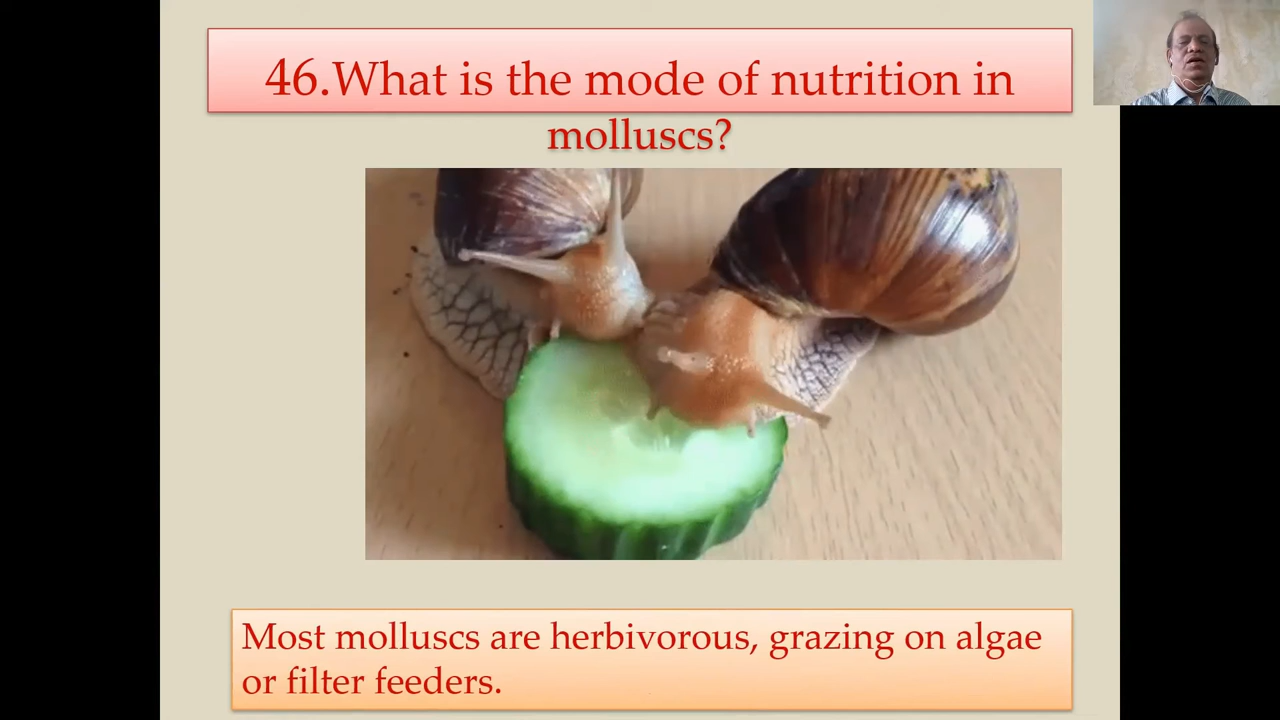 46.What is the mode of nutrition in
molluscs?
Most molluscs are herbivorous, grazing on algae
or filter feeders.